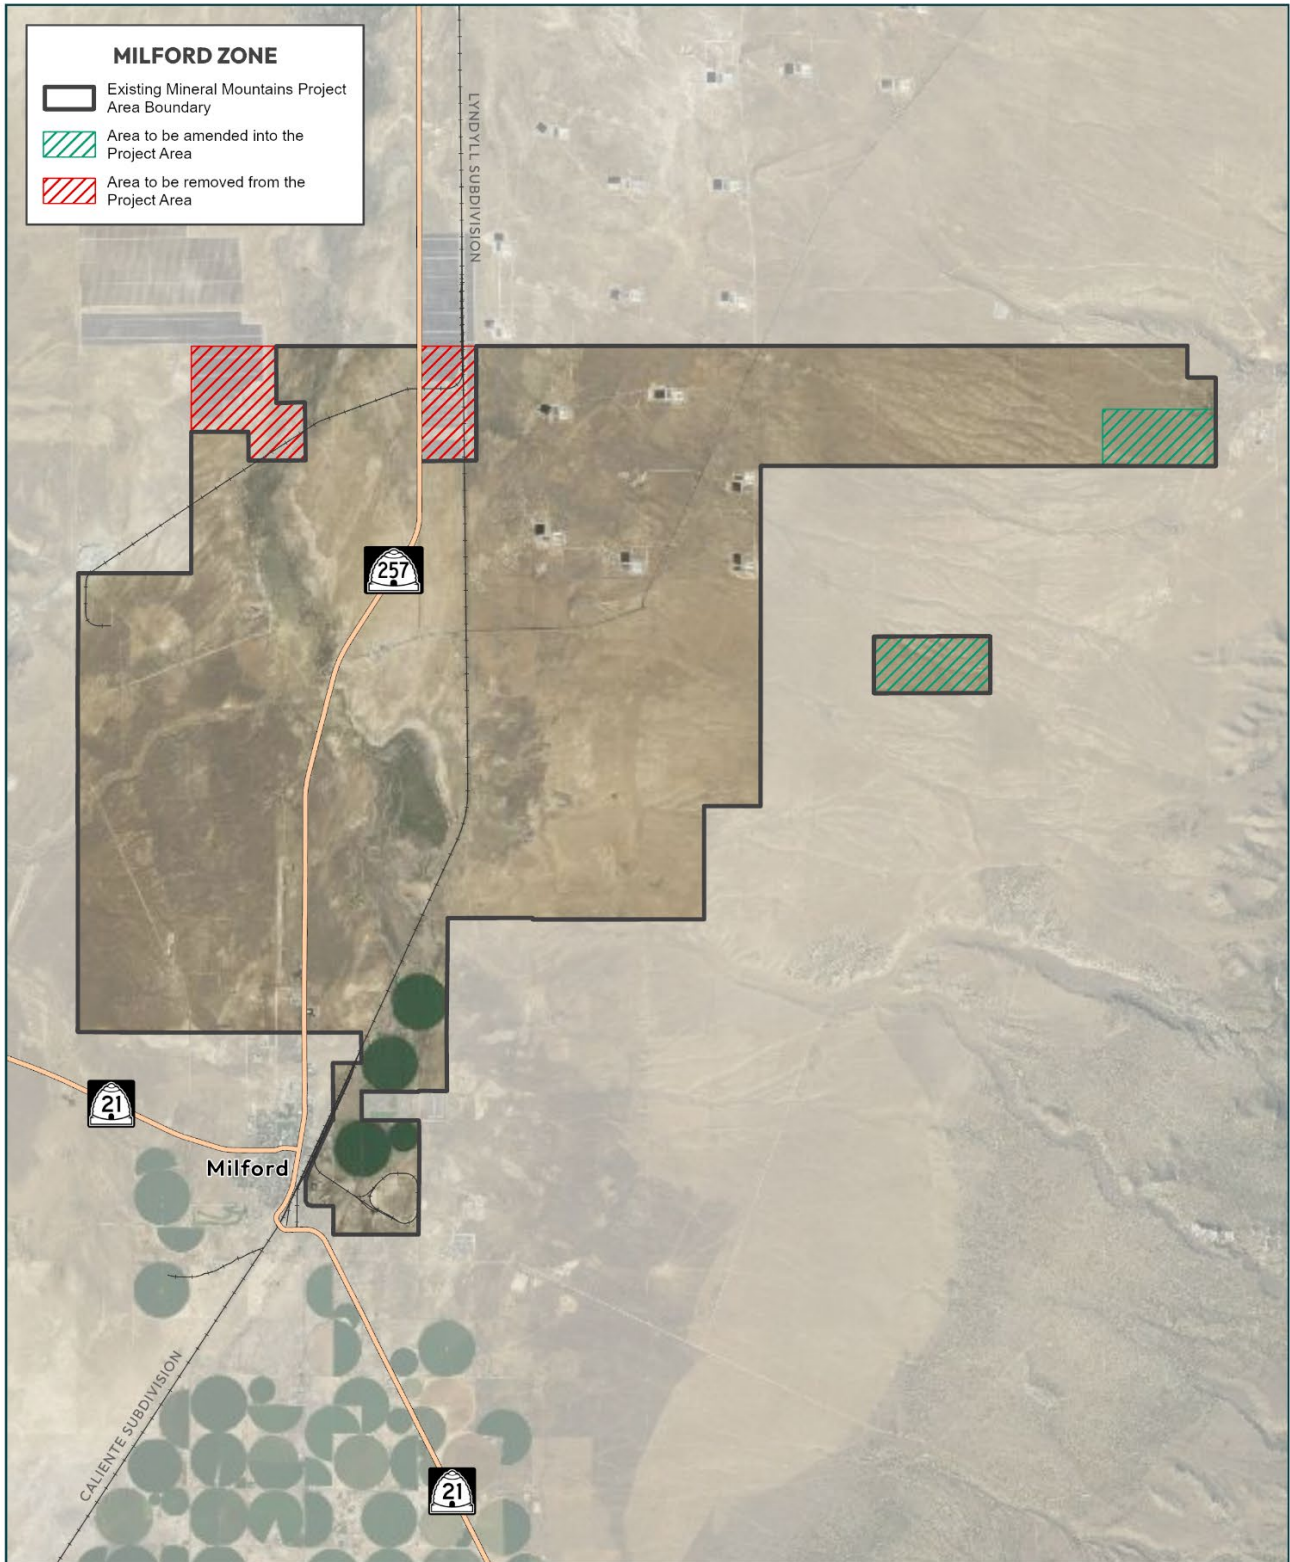 MILFORD ZONE
Existing Mineral Mountains Project
Area Boundary
Area to be amended into the
Project Area
Area to be removed from the
Project Area
LYNDYLL SUBDIVISION
257
21
Milford
CALIENTE SUBDIVISION
21